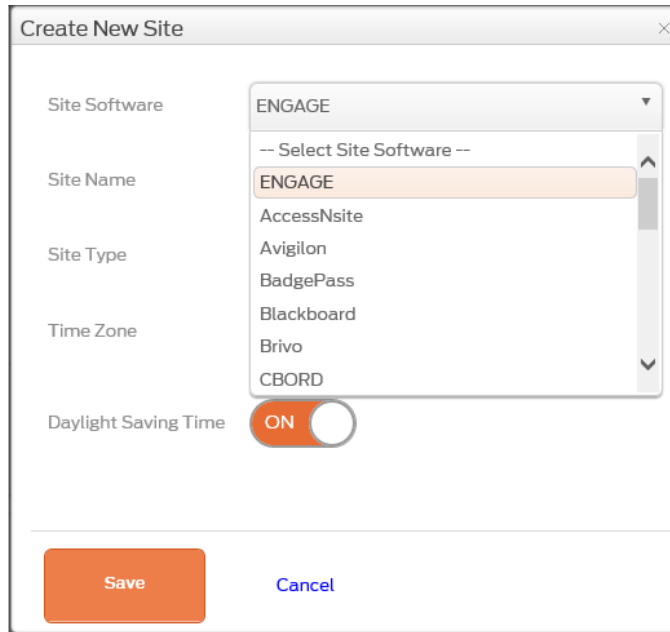 Create New Site
Site Software
ENGAGE
-- Select Site Software --
Site Name
ENGAGE
AccessNsite
Site Type
Avigilon
BadgePass
Blackboard
Time Zone
Brivo
CBORD
Daylight Saving Time
ON
Save
Cancel